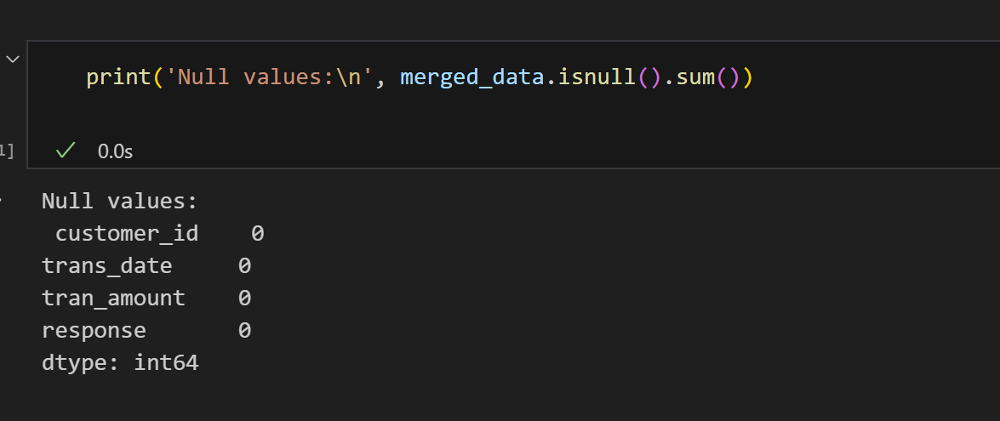 print('Null values:\n', merged_data.isnull().sum())
1]
0.0s
Null values:
 customer_id    0
trans_date     0
tran_amount    0
response       0
dtype: int64